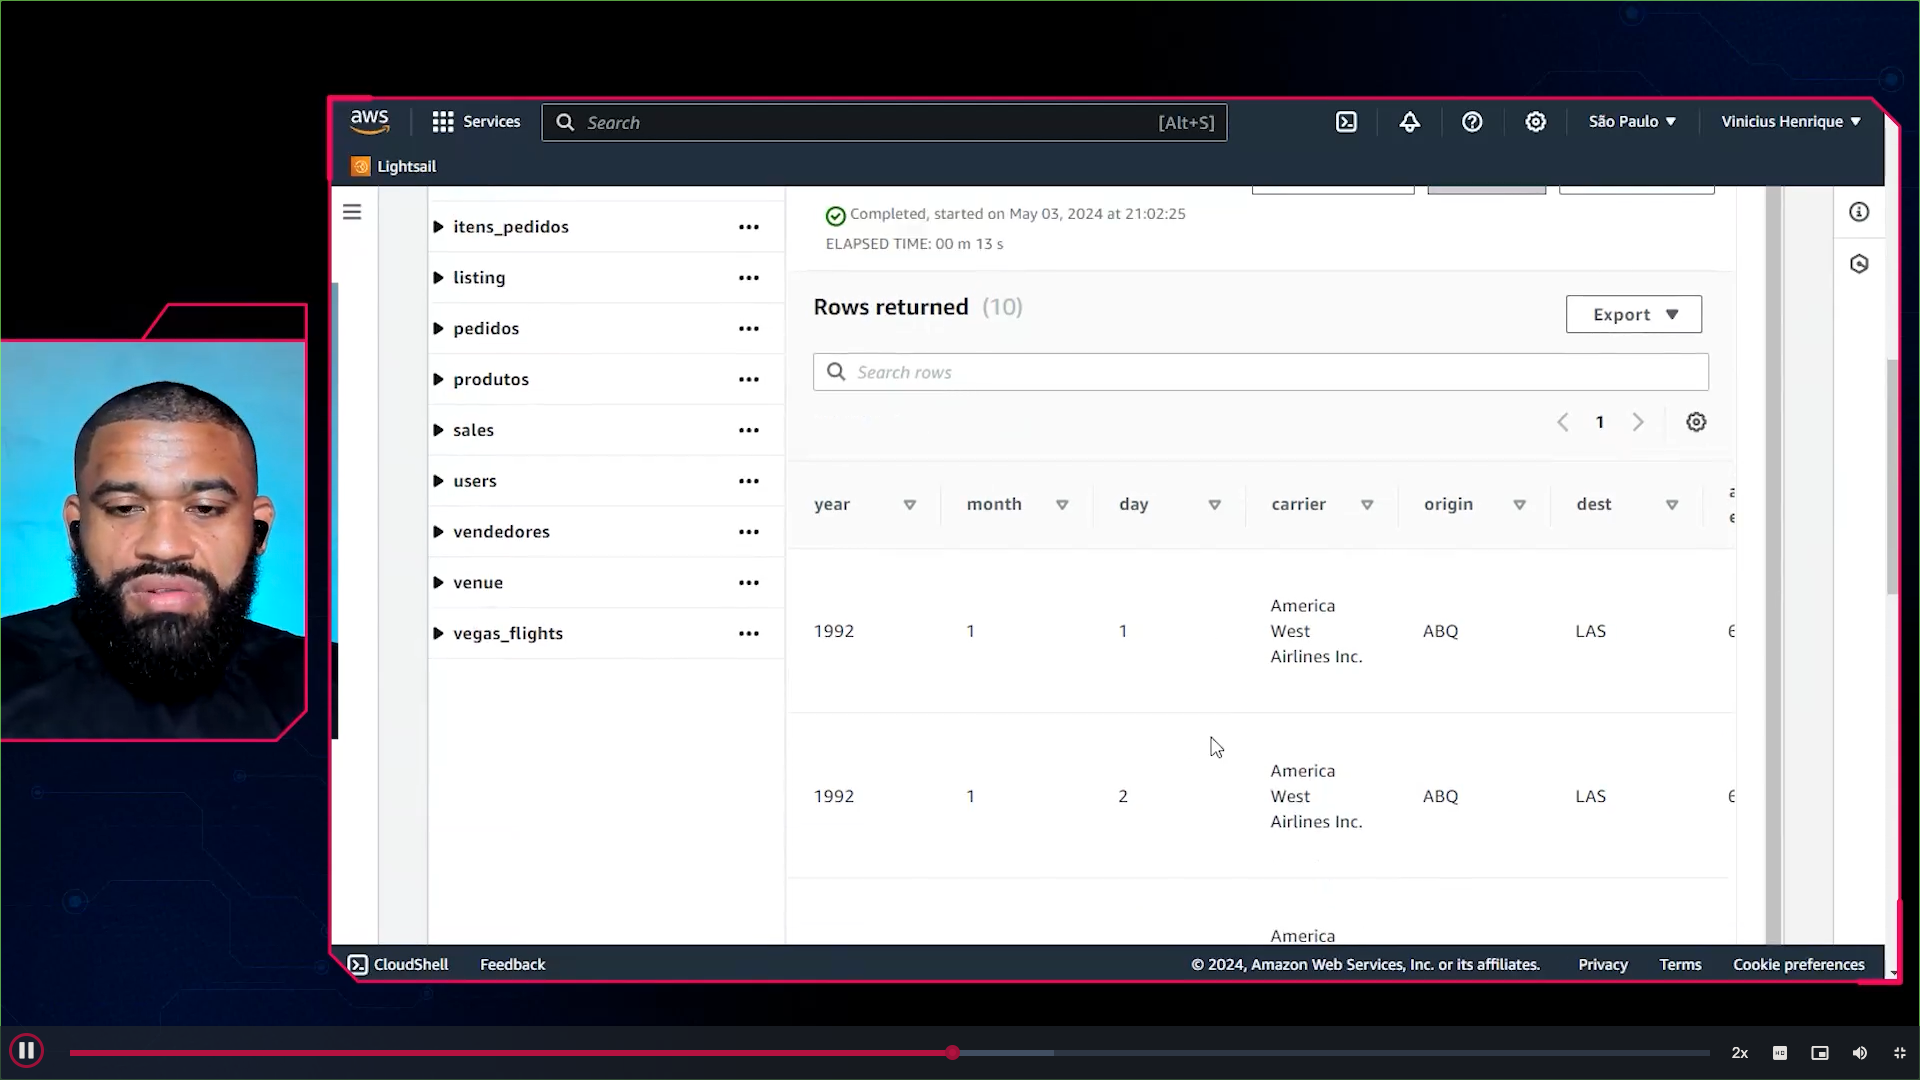 aws
Services
Search
[Alt+S]
São Paulo
Vinicius Henrique
Lightsail
itens_pedidos
listing
pedidos
produtos
sales
users
vendedores
venue
vegas_flights
Completed, started on May 03, 2024 at 21:02:25
ELAPSED TIME: 00 m 13 s
Rows returned (10)
Export
Search rows
1
year month day carrier origin dest
1992 1 1 America West Airlines Inc. ABQ LAS
1992 1 2 America West Airlines Inc. ABQ LAS
America
CloudShell
Feedback
© 2024, Amazon Web Services, Inc. or its affiliates.
Privacy
Terms
Cookie preferences
2x
HD